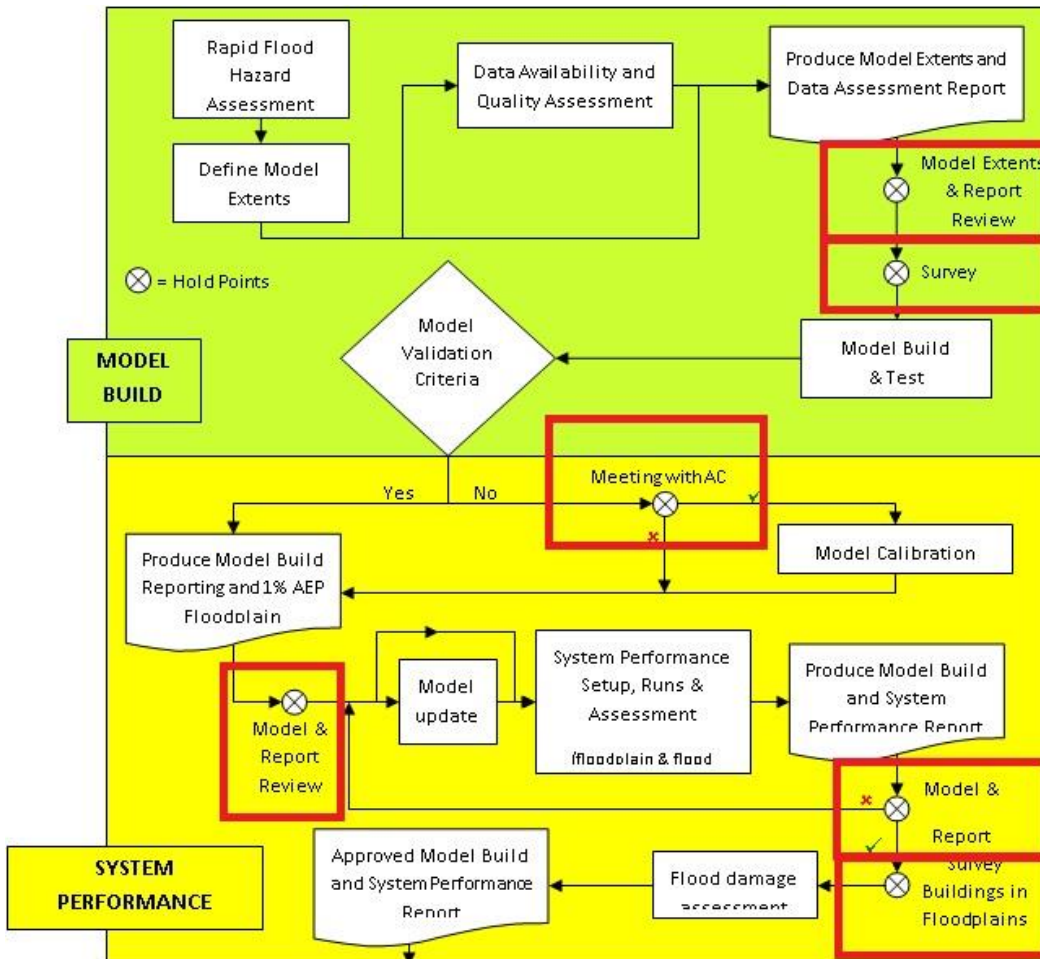 Rapid Flood
Hazard
Assessment
Data Availability and
Quality Assessment
Produce Model Extents and
Data Assessment Report
Define Model
Extents
Model Extents
& Report
Review
= Hold Points
Survey
Model
Validation
Criteria
Model Build
& Test
MODEL
BUILD
Meeting with AC
Yes
No
Produce Model Build
Reporting and 1% AEP
Floodplain
Model Calibration
Model
update
System Performance
Setup, Runs &
Assessment
(floodplain & flood
Produce Model Build
and System
Performance Report
Model &
Report
Review
Model &
Report
SYSTEM
PERFORMANCE
Approved Model Build
and System Performance
Report
Flood damage
assessment
Survey
Buildings in
Floodplains